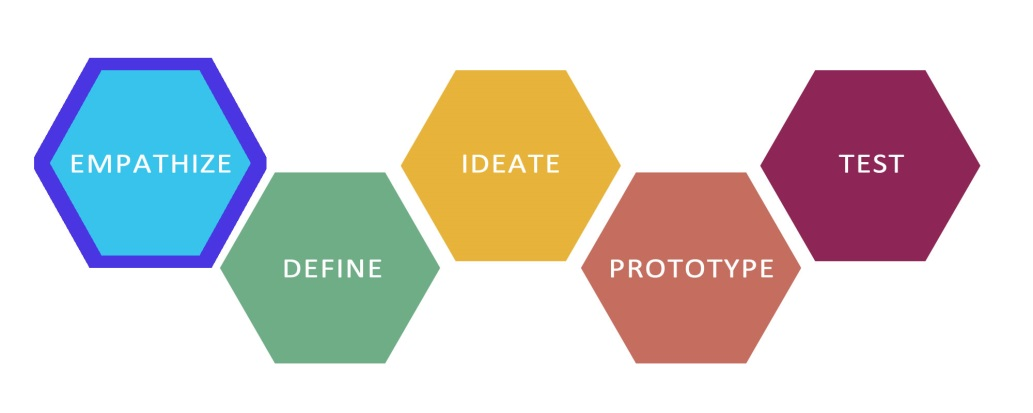 EMPATHIZE
DEFINE
IDEATE
PROTOTYPE
TEST